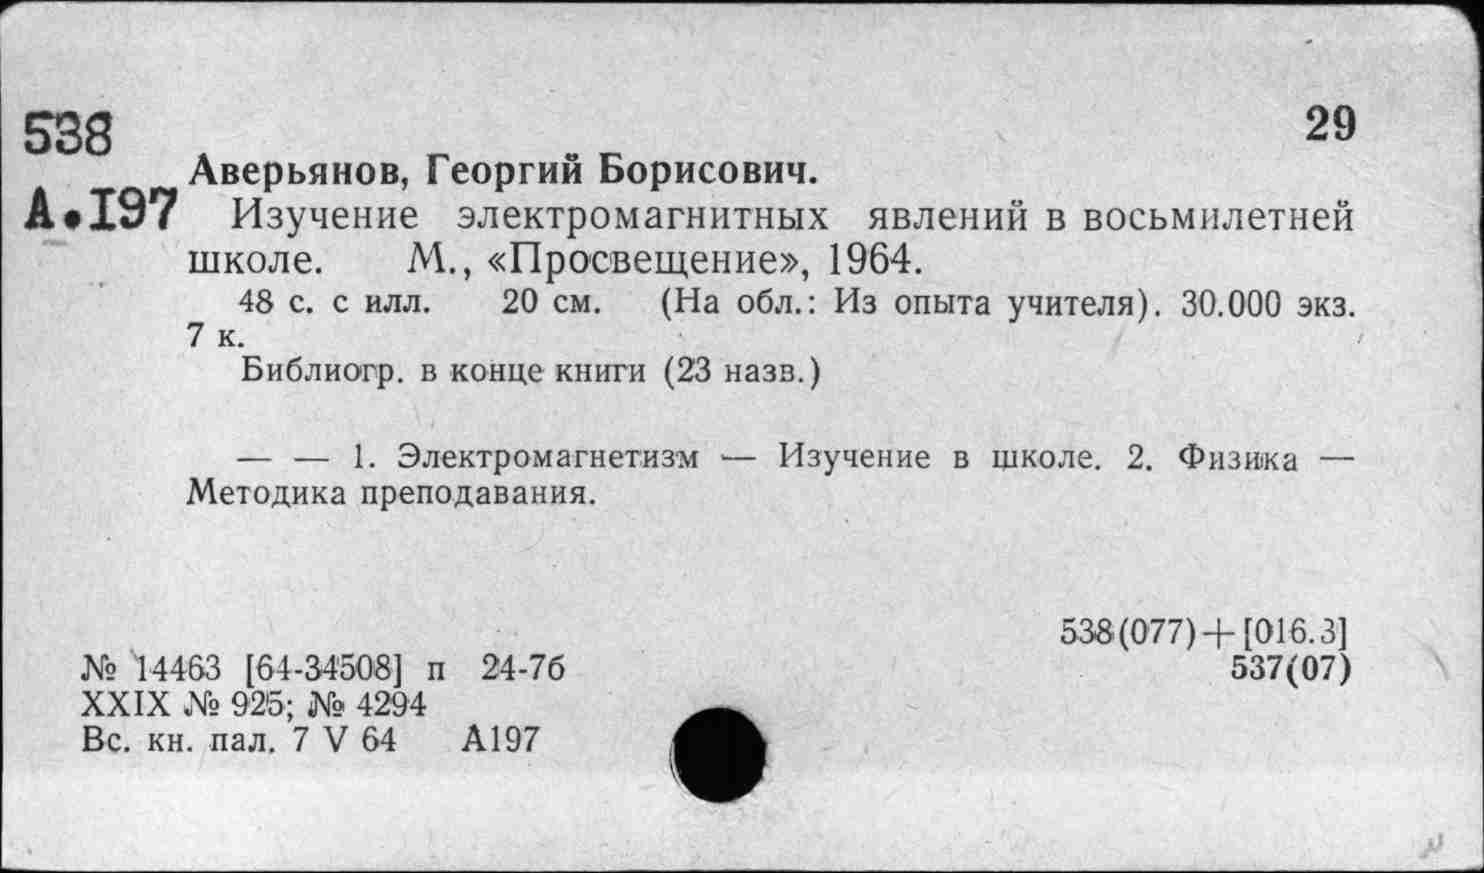 538
29
Аверьянов, Георгий Борисович.
А.I97 Изучение электромагнитных явлений в восьмилетней
школе. М., «Просвещение», 1964.
48 с. с илл. 20 см. (На обл.: Из опыта учителя). 30.000 экз.
7 к.
Библиогр. в конце книги (23 назв.)
— — 1. Электромагнетизм — Изучение в школе. 2. Физика —
Методика преподавания.
538(077)+[016.3]
№ 14463 [64-34508] п 24-7б 537(07)
XXIX № 925; № 4294
Вс. кн. пал. 7 V 64 А197